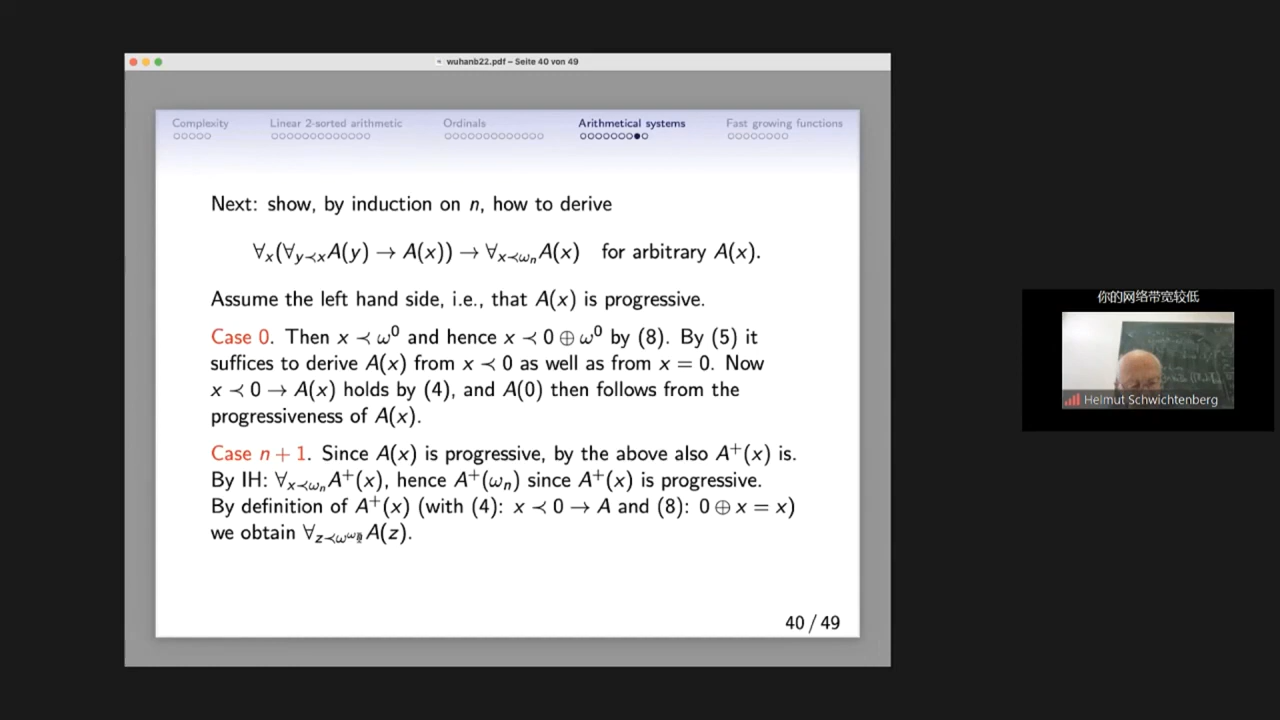 wuhanb22.pdf – Seite 40 von 49
Complexity Linear 2-sorted arithmetic Ordinals Arithmetical systems Fast growing functions
Next: show, by induction on n, how to derive
∀ₓ(∀_{y≺x}A(y) → A(x)) → ∀_{x≺ωₙ}A(x) for arbitrary A(x).
Assume the left hand side, i.e., that A(x) is progressive.
Case 0. Then x ≺ ω⁰ and hence x ≺ 0 ⊕ ω⁰ by (8). By (5) it
suffices to derive A(x) from x ≺ 0 as well as from x = 0. Now
x ≺ 0 → A(x) holds by (4), and A(0) then follows from the
progressiveness of A(x).
Case n + 1. Since A(x) is progressive, by the above also A⁺(x) is.
By IH: ∀_{x≺ωₙ}A⁺(x), hence A⁺(ωₙ) since A⁺(x) is progressive.
By definition of A⁺(x) (with (4): x ≺ 0 → A and (8): 0 ⊕ x = x)
we obtain ∀_{z≺ω^{ωₙ}}A(z).
40 / 49
你的网络带宽较低
Helmut Schwichtenberg